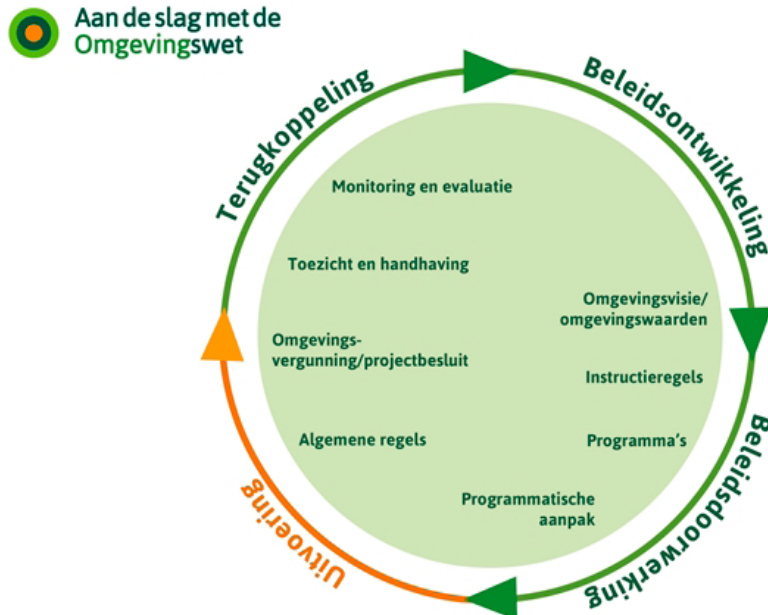 Aan de slag met de
Omgevingswet
Terugkoppeling
Beleidsontwikkeling
Monitoring en evaluatie
Toezicht en handhaving
Omgevingsvisie/
omgevingswaarden
Omgevings-
vergunning/projectbesluit
Instructieregels
Algemene regels
Programma's
Programmatische
aanpak
Uitvoering
Beleidsdoorwerking